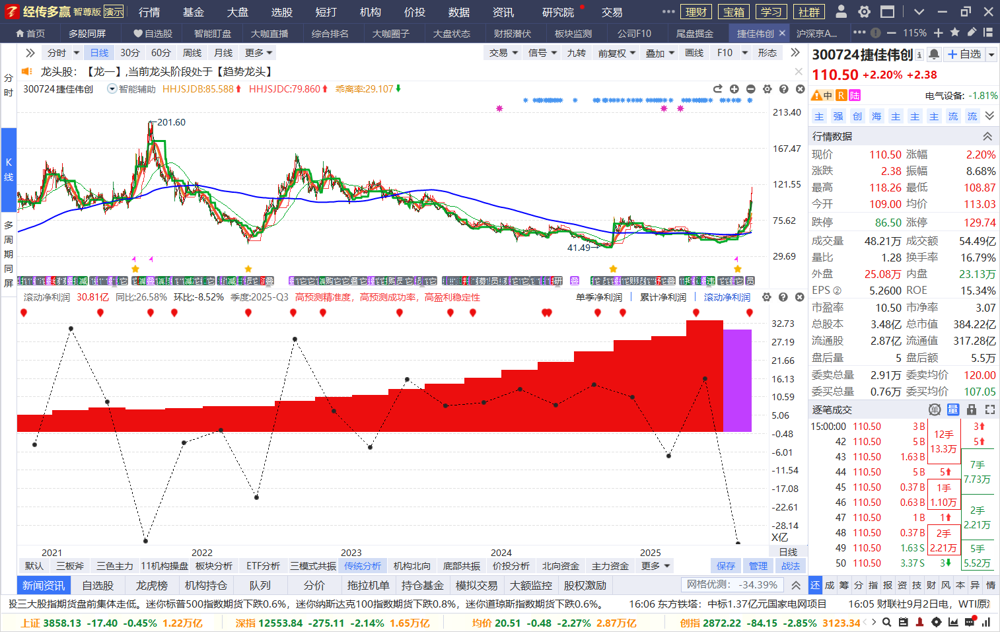 经传多赢 智尊版 演示 行情 基金 大盘 选股 短打 机构 价投 数据 资讯 研究院 交易 ••• 理财 宝箱 学习 社群
首页 多股同屏 自选股 智能盯盘 大咖直播 综合排名 大咖圈子 大盘状态 财报潜伏 板块监测 公司F10 尾盘掘金 捷佳伟创 沪深京A... ••• 115%
分时 日线 30分 60分 周线 月线 更多 交易 信号 九转 前复权 叠加 画线 F10 形态
龙头股：【龙一】,当前龙头阶段处于【趋势龙头】
300724捷佳伟创 智能辅助 HHJSJDB:85.588 HHJSJDC:79.860 乖离率:29.107
分时
K线
多周期同屏
213.40
167.47
121.55
75.62
29.69
201.60
41.49
滚动净利润 30.81亿 同比:26.58% 环比:-8.52% 季度:2025-Q3 高预测精准度，高预测成功率，高盈利稳定性 单季净利润 累计净利润 滚动净利润
32.73
27.19
21.66
16.13
10.59
5.06
-0.48
-6.01
-11.54
-17.08
-22.61
-28.14
X亿
2021 2022 2023 2024 2025 日线
默认 三板斧 三色主力 11机构操盘 板块分析 ETF分析 三模式共振 传统分析 机构北向 底部共振 价投分析 北向资金 主力资金 更多 保存 管理 战法
新闻资讯 自选股 龙虎榜 机构持仓 队列 分价 拖拉机单 持仓基金 模拟交易 大额监控 股权激励 网格优测： -34.39%
300724捷佳伟创 自选
110.50 +2.20% +2.38
中 R 陆 电气设备: -1.81%
主 强 创 海 主 主 主 流 流
行情数据
现价 110.50 涨幅 2.20%
涨跌 2.38 振幅 8.68%
最高 118.26 最低 108.87
今开 109.00 均价 113.03
跌停 86.50 涨停 129.74
成交量 48.21万 成交额 54.49亿
量比 1.28 换手率 16.79%
外盘 25.08万 内盘 23.13万
EPS② 5.2600 ROE 15.34%
市盈率 10.50 市净率 3.07
总股本 3.48亿 总市值 384.22亿
流通股 2.87亿 流通值 317.28亿
盘后量 5 盘后额 5.5万
委卖总量 2.91万 委卖均价 120.00
委买总量 0.76万 委买均价 107.05
逐笔成交 单 量
15:00:00 110.50 3 B
42 110.50 5 B
43 110.50 1.63 B
44 110.50 5 B
45 110.50 0.37 B
46 110.50 0.63 B
47 110.50 1 B
48 110.50 0.37 B
49 110.50 1.63 S
50 110.50 3.37 S
12手
13.3万
5
1手
1.10万
1
2手
2.21万
3
3
5
7手
7.73万
2手
2.21万
5手
5.52万
还 成 筹 分 指 报 资 技 财 风 本 异 情
股三大股指期货盘前集体走低。迷你标普500指数期货下跌0.6%，迷你纳斯达克100指数期货下跌0.8%，迷你道琼斯指数期货下跌0.6%。 16:06 东方铁塔：中标1.37亿元国家电网项目 16:05 财联社9月2日电，WTI原
上证 3858.13 -17.40 -0.45% 1.22万亿 深指 12553.84 -275.11 -2.14% 1.65万亿 均价 20.51 -0.48 -2.27% 2.87万亿 创指 2872.22 -84.15 -2.85% 3123.34